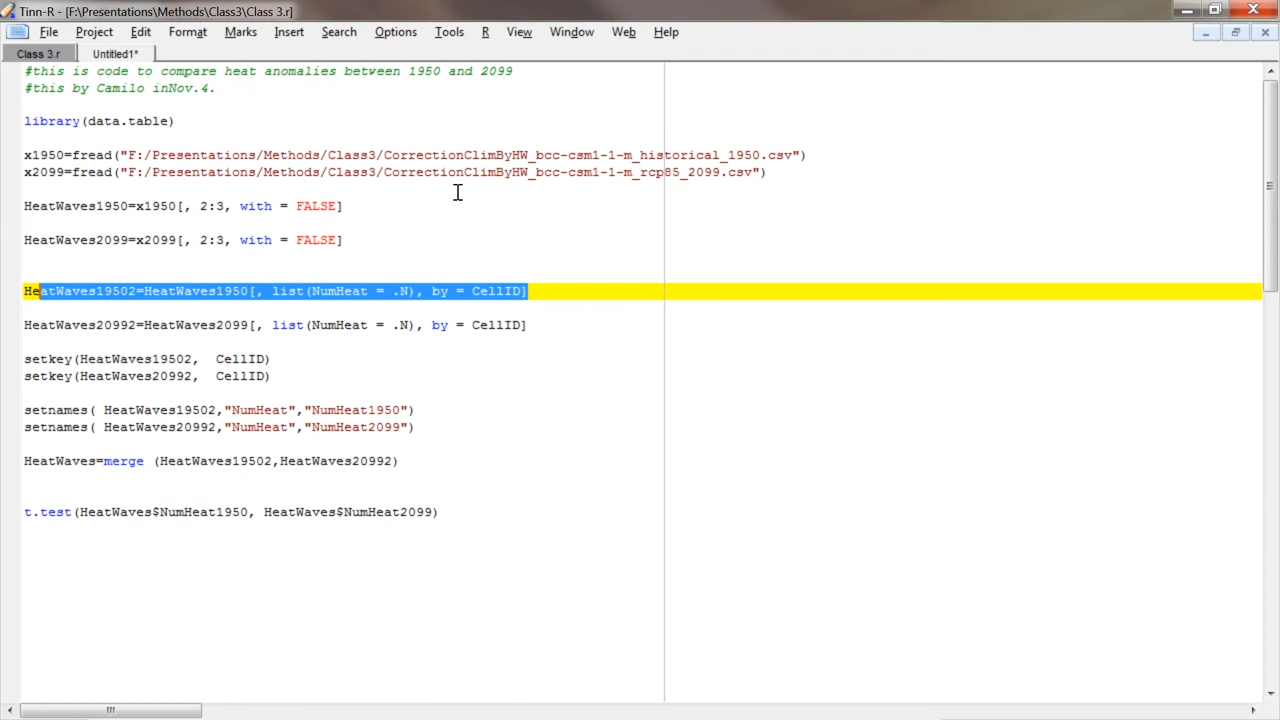 Tinn-R - [F:\Presentations\Methods\Class3\Class 3.r]
File Project Edit Format Marks Insert Search Options Tools R View Window Web Help
Class 3.r Untitled1*
#this is code to compare heat anomalies between 1950 and 2099
#this by Camilo inNov.4.
library(data.table)
x1950=fread("F:/Presentations/Methods/Class3/CorrectionClimByHW_bcc-csm1-1-m_historical_1950.csv")
x2099=fread("F:/Presentations/Methods/Class3/CorrectionClimByHW_bcc-csm1-1-m_rcp85_2099.csv")
HeatWaves1950=x1950[, 2:3, with = FALSE]
HeatWaves2099=x2099[, 2:3, with = FALSE]
HeatWaves19502=HeatWaves1950[, list(NumHeat = .N), by = CellID]
HeatWaves20992=HeatWaves2099[, list(NumHeat = .N), by = CellID]
setkey(HeatWaves19502,  CellID)
setkey(HeatWaves20992,  CellID)
setnames( HeatWaves19502,"NumHeat","NumHeat1950")
setnames( HeatWaves20992,"NumHeat","NumHeat2099")
HeatWaves=merge (HeatWaves19502,HeatWaves20992)
t.test(HeatWaves$NumHeat1950, HeatWaves$NumHeat2099)